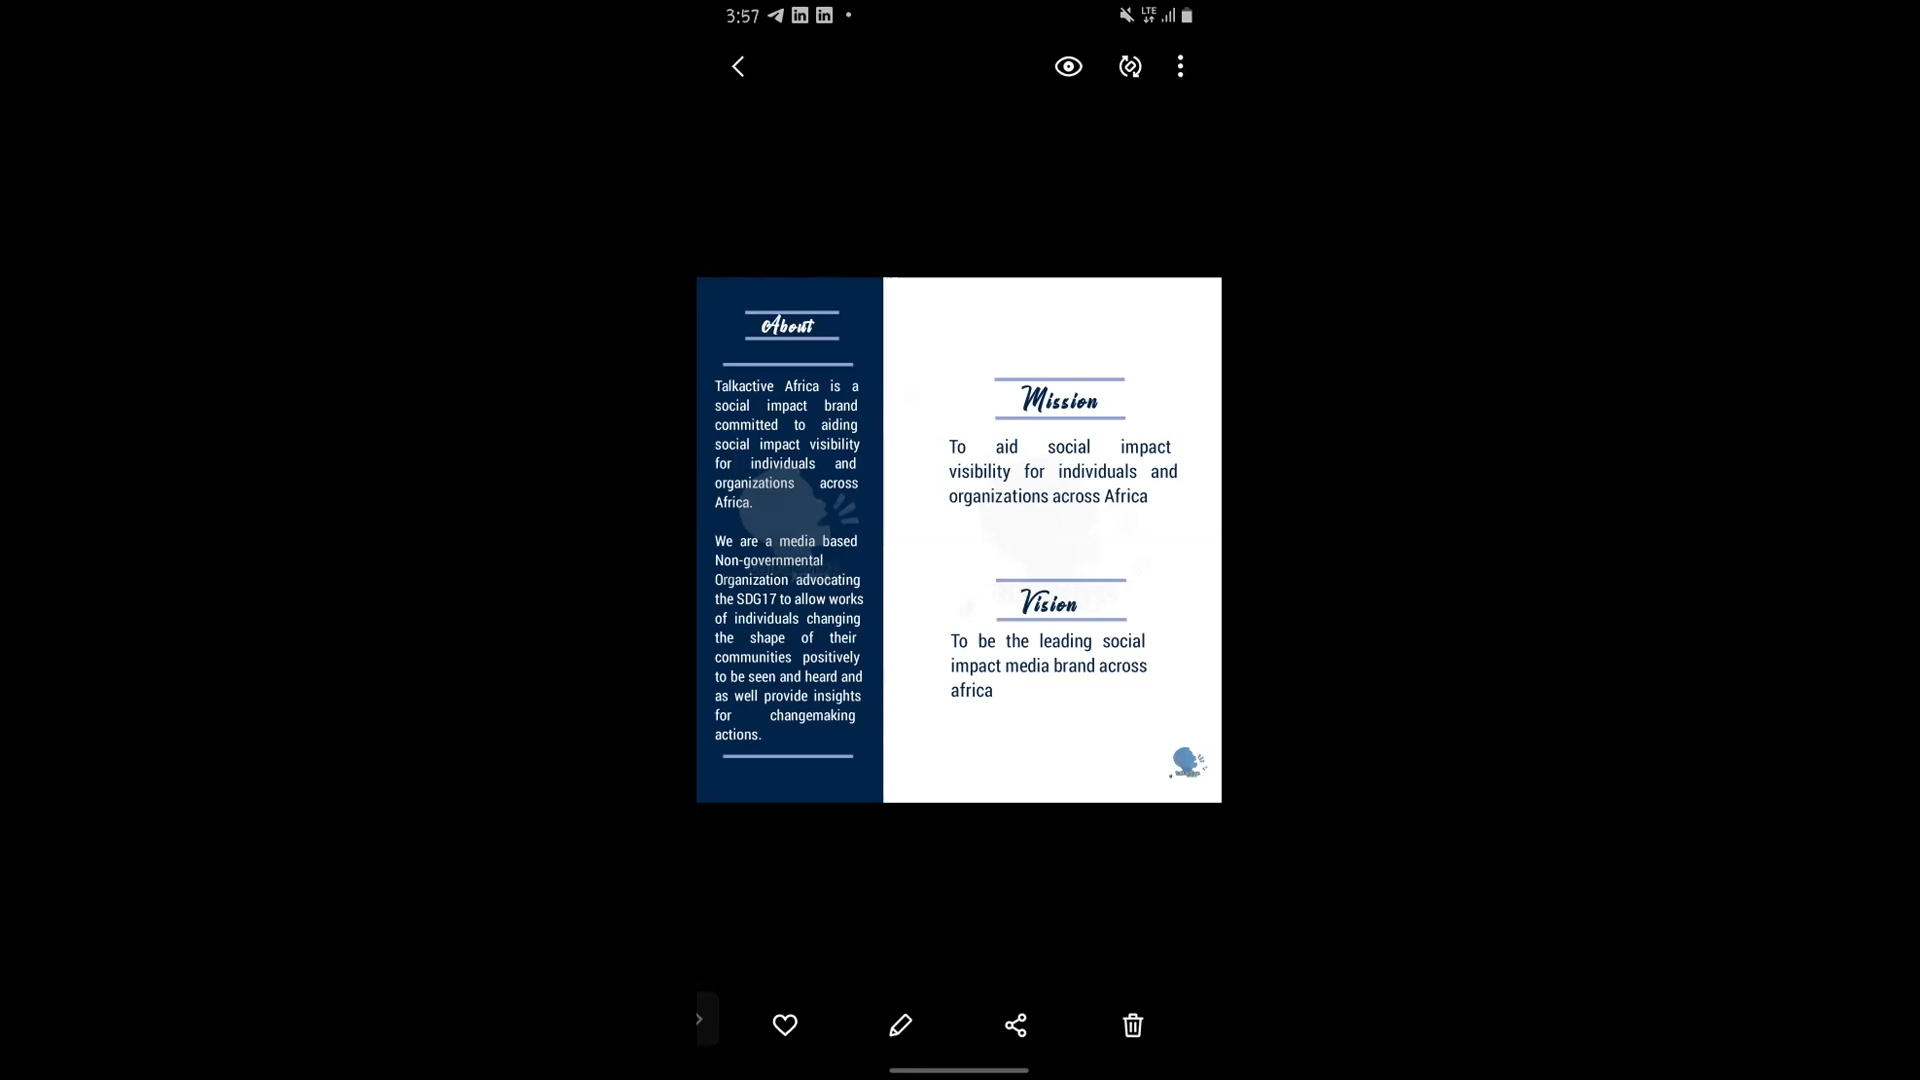 3:57
LTE
About
Talkactive Africa is a
social impact brand
committed to aiding
social impact visibility
for individuals and
organizations across
Africa.
We are a media based
Non-governmental
Organization advocating
the SDG17 to allow works
of individuals changing
the shape of their
communities positively
to be seen and heard and
as well provide insights
for changemaking
actions.
Mission
To aid social impact
visibility for individuals and
organizations across Africa
Vision
To be the leading social
impact media brand across
africa